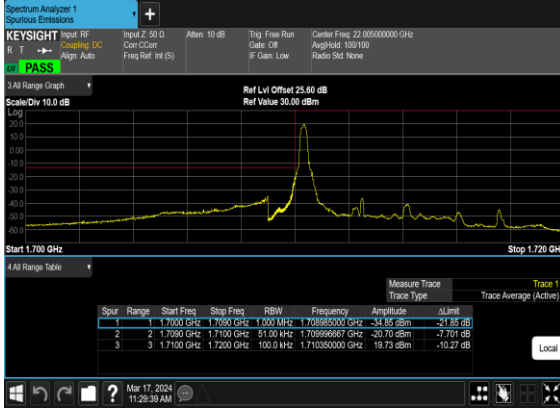 Spectrum Analyzer 1
Spurious Emissions
+
KEYSIGHT Input: RF Input Z: 50 Ω Atten: 10 dB Trig: Free Run Center Freq: 22.005000000 GHz
R T Coupling: DC Corr CCorr Gate: Off Avg|Hold: 100/100
Align: Auto Freq Ref: Int (S) IF Gain: Low Radio Std: None
PASS
3 All Range Graph
Ref Lvl Offset 25.60 dB
Scale/Div 10.0 dB Ref Value 30.00 dBm
Log
20.0
10.0
0.00
-10.0
-20.0
-30.0
-40.0
-50.0
-60.0
Start 1.700 GHz Stop 1.720 GH
4 All Range Table
Measure Trace Trace 1
Trace Type Trace Average (Active)
Spur Range Start Freq Stop Freq RBW Frequency Amplitude ΔLimit
1 1 1.7000 GHz 1.7090 GHz 1.000 MHz 1.708985000 GHz -34.85 dBm -21.85 dB
2 2 1.7090 GHz 1.7100 GHz 51.00 kHz 1.709996667 GHz -20.70 dBm -7.701 dB
3 3 1.7100 GHz 1.7200 GHz 100.0 kHz 1.710350000 GHz 19.73 dBm -10.27 dB
Local
? Mar 17, 2024
11:29:39 AM